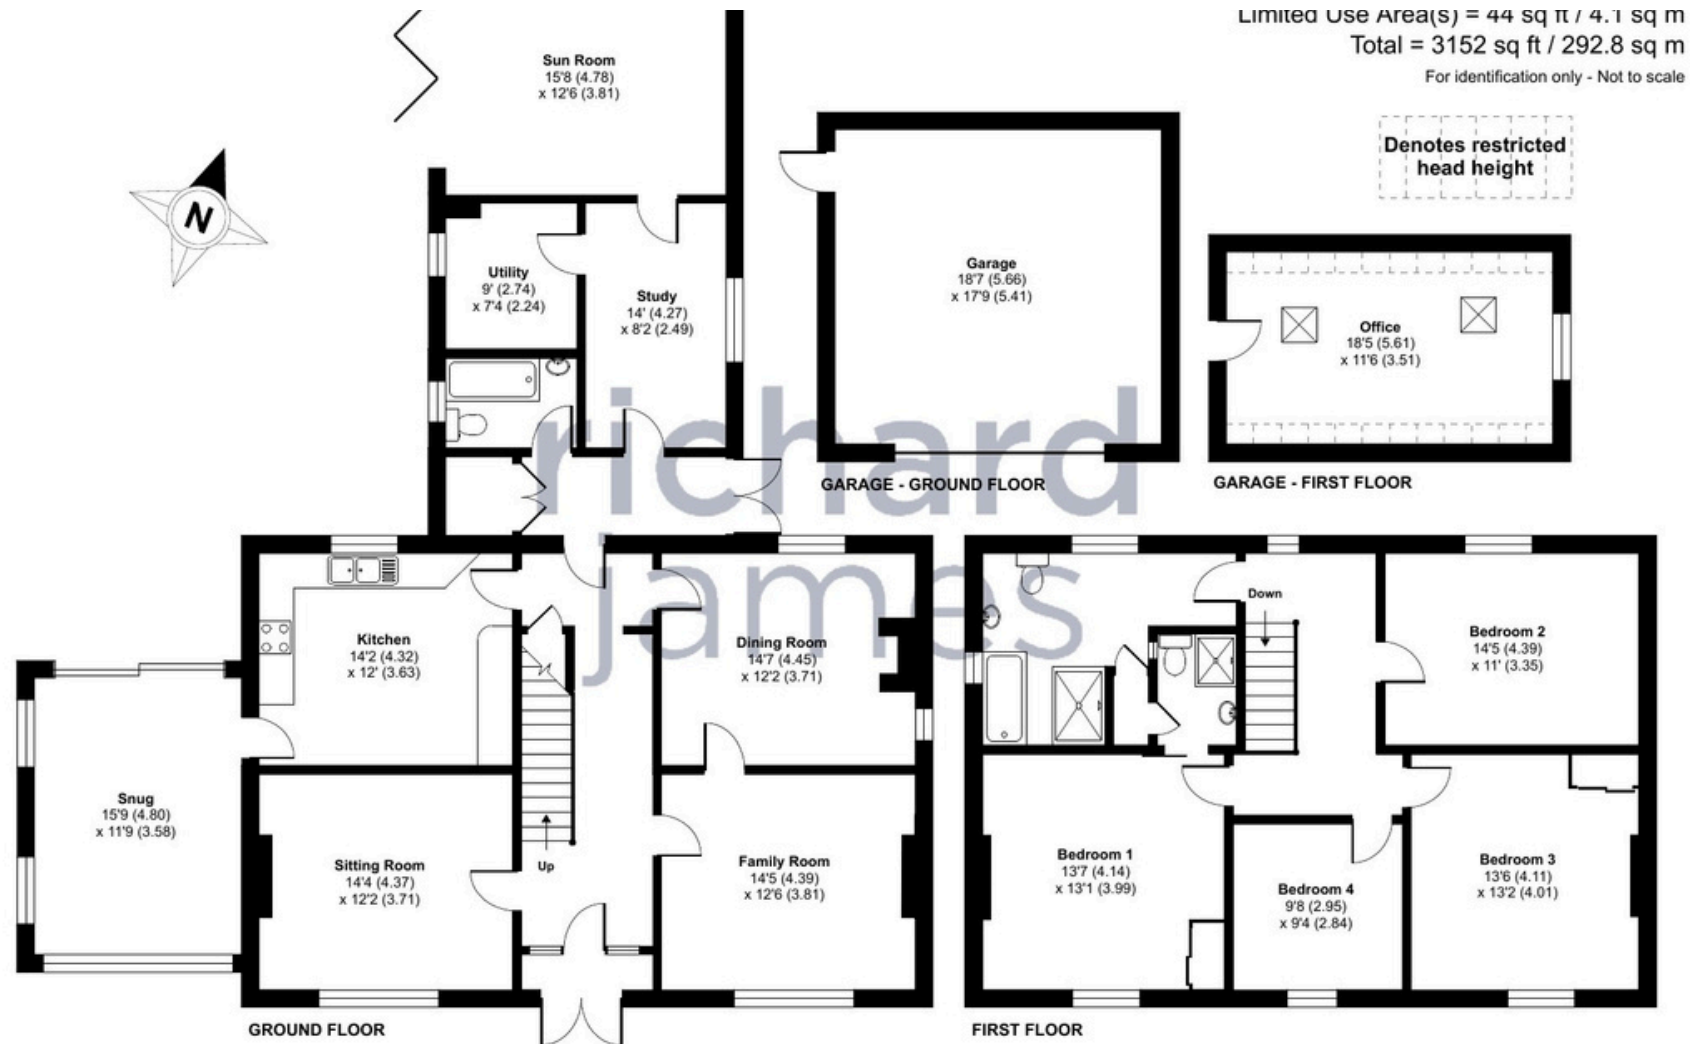 Limited Use Area(s) = 44 sq ft / 4.1 sq m
Total = 3152 sq ft / 292.8 sq m
For identification only - Not to scale
Denotes restricted
head height
N
Sun Room
15'8 (4.78)
x 12'6 (3.81)
Utility
9' (2.74)
x 7'4 (2.24)
Study
14' (4.27)
x 8'2 (2.49)
Garage
18'7 (5.66)
x 17'9 (5.41)
GARAGE - GROUND FLOOR
Office
18'5 (5.61)
x 11'6 (3.51)
GARAGE - FIRST FLOOR
richard
james
Kitchen
14'2 (4.32)
x 12' (3.63)
Dining Room
14'7 (4.45)
x 12'2 (3.71)
Snug
15'9 (4.80)
x 11'9 (3.58)
Sitting Room
14'4 (4.37)
x 12'2 (3.71)
Up
Family Room
14'5 (4.39)
x 12'6 (3.81)
GROUND FLOOR
Down
Bedroom 2
14'5 (4.39)
x 11' (3.35)
Bedroom 1
13'7 (4.14)
x 13'1 (3.99)
Bedroom 4
9'8 (2.95)
x 9'4 (2.84)
Bedroom 3
13'6 (4.11)
x 13'2 (4.01)
FIRST FLOOR